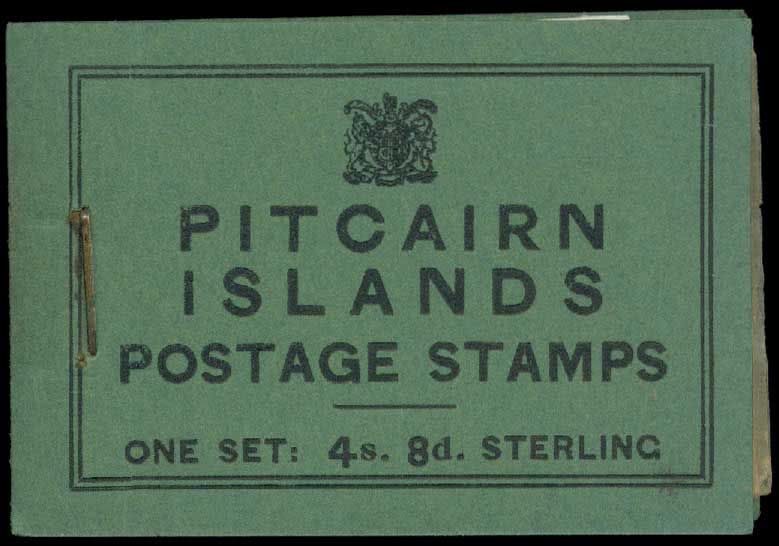 PITCAIRN
ISLANDS
POSTAGE STAMPS
ONE SET: 4s. 8d. STERLING